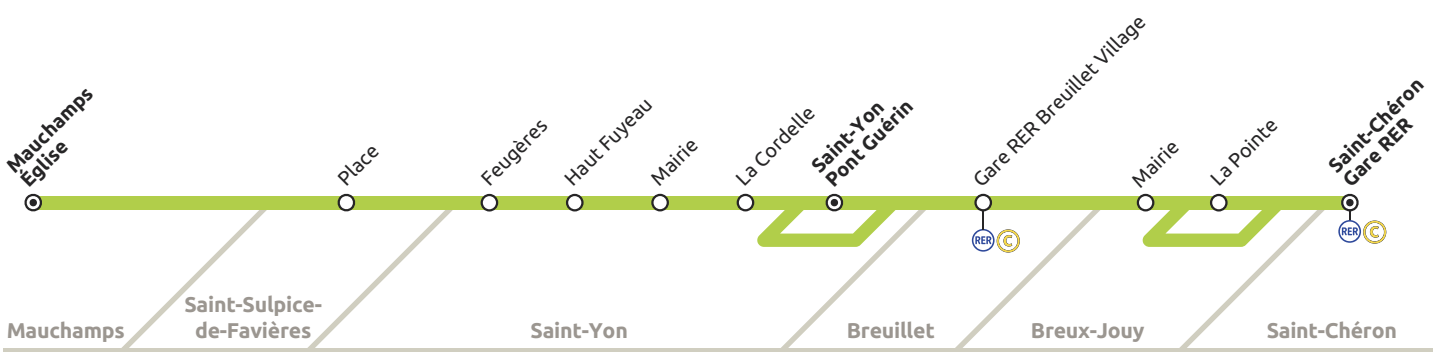 Mauchamps
Église
Place
Feugères
Haut Fuyeau
Mairie
La Cordelle
Saint-Yon
Pont Guérin
Gare RER Breuillet Village
Mairie
La Pointe
Saint-Chéron
Gare RER
RER C
RER C
Mauchamps
Saint-Sulpice-
de-Favières
Saint-Yon
Breuillet
Breux-Jouy
Saint-Chéron